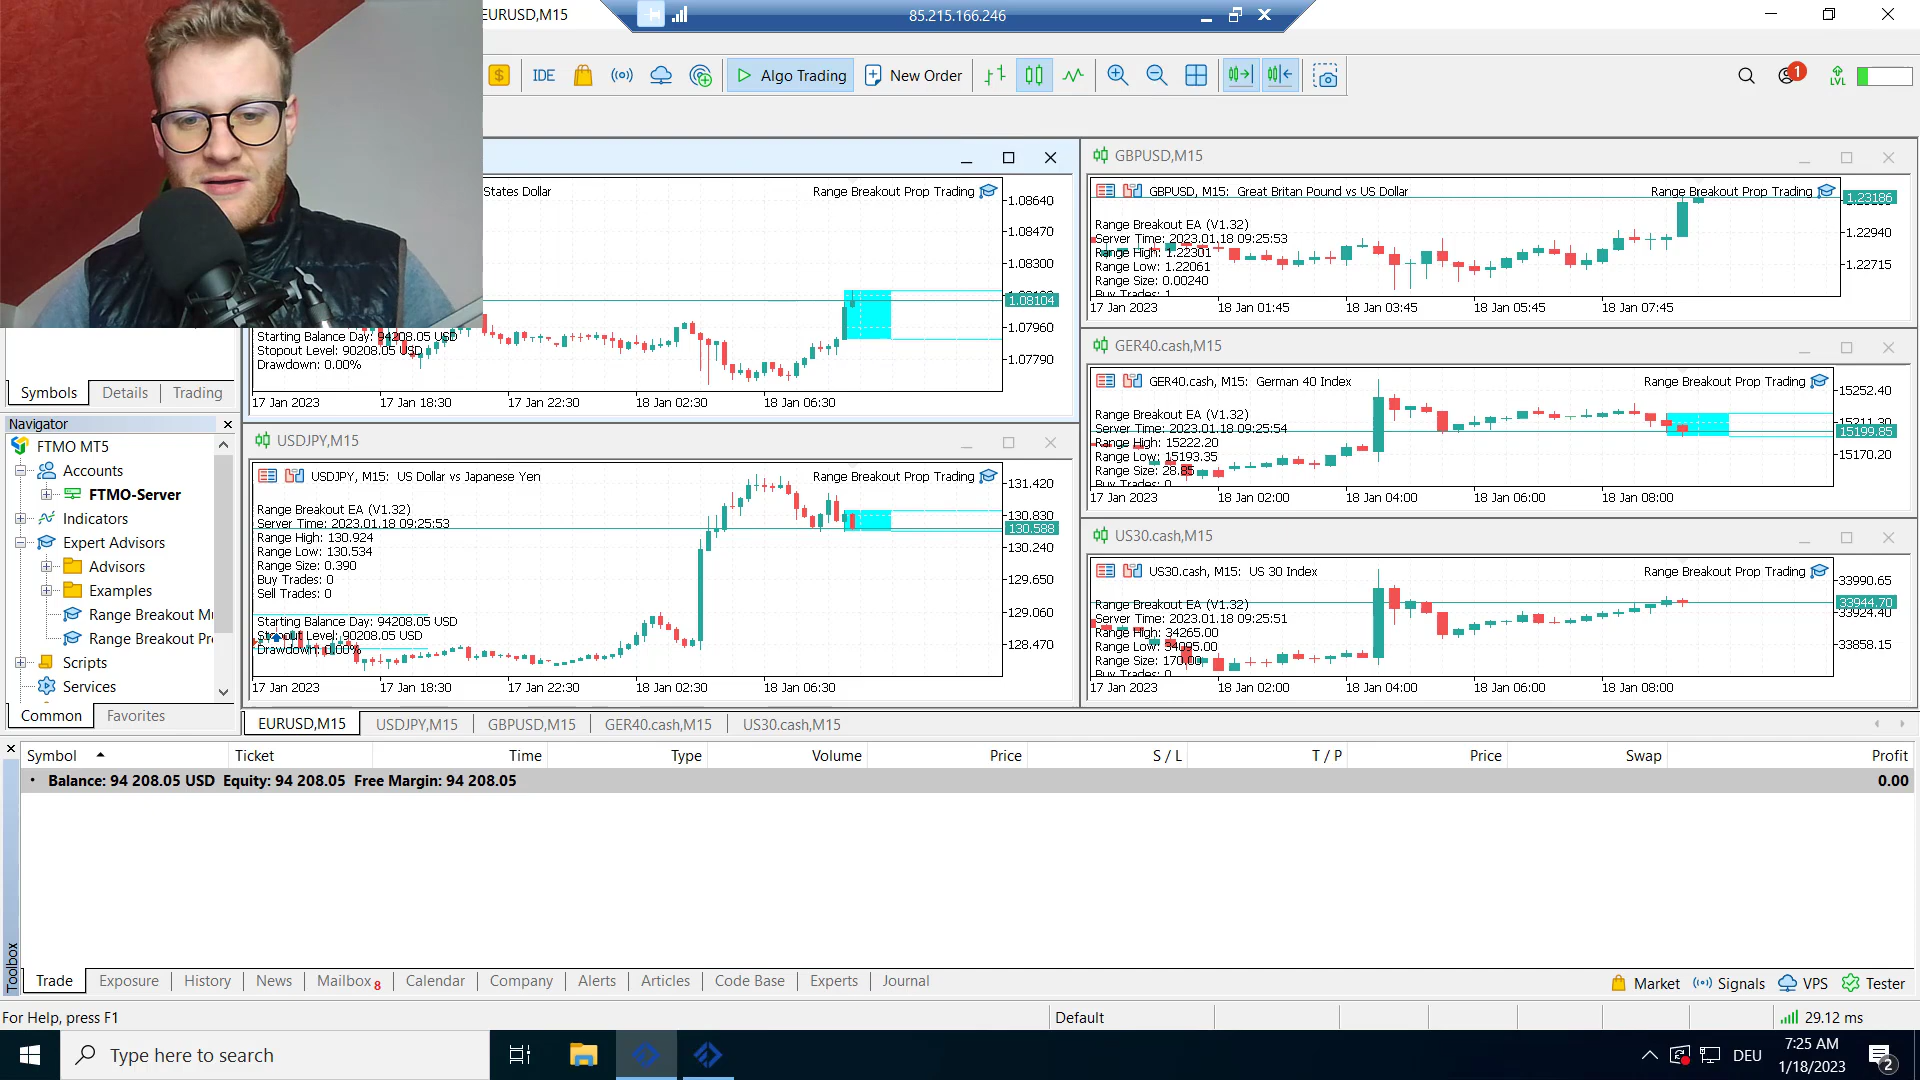 EURUSD,M15
85.215.166.246
IDE
Algo Trading
New Order
1
LVL
States Dollar
Range Breakout Prop Trading
1.08640
1.08470
1.08300
1.08104
1.07960
1.07790
Starting Balance Day: 94208.05 USD
Stopout Level: 90208.05 USD
Drawdown: 0.00%
17 Jan 2023
17 Jan 18:30
17 Jan 22:30
18 Jan 02:30
18 Jan 06:30
GBPUSD,M15
GBPUSD, M15: Great Britan Pound vs US Dollar
Range Breakout Prop Trading
Range Breakout EA (V1.32)
Server Time: 2023.01.18 09:25:53
Range High: 1.22301
Range Low: 1.22061
Range Size: 0.00240
Buy Trades: 1
1.23186
1.22940
1.22715
17 Jan 2023
18 Jan 01:45
18 Jan 03:45
18 Jan 05:45
18 Jan 07:45
GER40.cash,M15
GER40.cash, M15: German 40 Index
Range Breakout Prop Trading
Range Breakout EA (V1.32)
Server Time: 2023.01.18 09:25:54
Range High: 15222.20
Range Low: 15193.35
Range Size: 28.85
Buy Trades: 0
15252.40
15211.30
15199.85
15170.20
17 Jan 2023
18 Jan 02:00
18 Jan 04:00
18 Jan 06:00
18 Jan 08:00
Symbols
Details
Trading
Navigator
FTMO MT5
Accounts
FTMO-Server
Indicators
Expert Advisors
Advisors
Examples
Range Breakout Mu
Range Breakout Pr
Scripts
Services
Common
Favorites
USDJPY,M15
USDJPY, M15: US Dollar vs Japanese Yen
Range Breakout Prop Trading
Range Breakout EA (V1.32)
Server Time: 2023.01.18 09:25:53
Range High: 130.924
Range Low: 130.534
Range Size: 0.390
Buy Trades: 0
Sell Trades: 0
Starting Balance Day: 94208.05 USD
Stopout Level: 90208.05 USD
Drawdown: 0.00%
131.420
130.830
130.588
130.240
129.650
129.060
128.470
17 Jan 2023
17 Jan 18:30
17 Jan 22:30
18 Jan 02:30
18 Jan 06:30
US30.cash,M15
US30.cash, M15: US 30 Index
Range Breakout Prop Trading
Range Breakout EA (V1.32)
Server Time: 2023.01.18 09:25:51
Range High: 34265.00
Range Low: 34095.00
Range Size: 170.00
Buy Trades: 0
33990.65
33944.70
33924.40
33858.15
17 Jan 2023
18 Jan 02:00
18 Jan 04:00
18 Jan 06:00
18 Jan 08:00
EURUSD,M15
USDJPY,M15
GBPUSD,M15
GER40.cash,M15
US30.cash,M15
Symbol
Ticket
Time
Type
Volume
Price
S / L
T / P
Price
Swap
Profit
Balance: 94 208.05 USD Equity: 94 208.05 Free Margin: 94 208.05
0.00
Toolbox
Trade
Exposure
History
News
Mailbox 8
Calendar
Company
Alerts
Articles
Code Base
Experts
Journal
Market
Signals
VPS
Tester
For Help, press F1
Default
29.12 ms
Type here to search
DEU
7:25 AM
1/18/2023
2